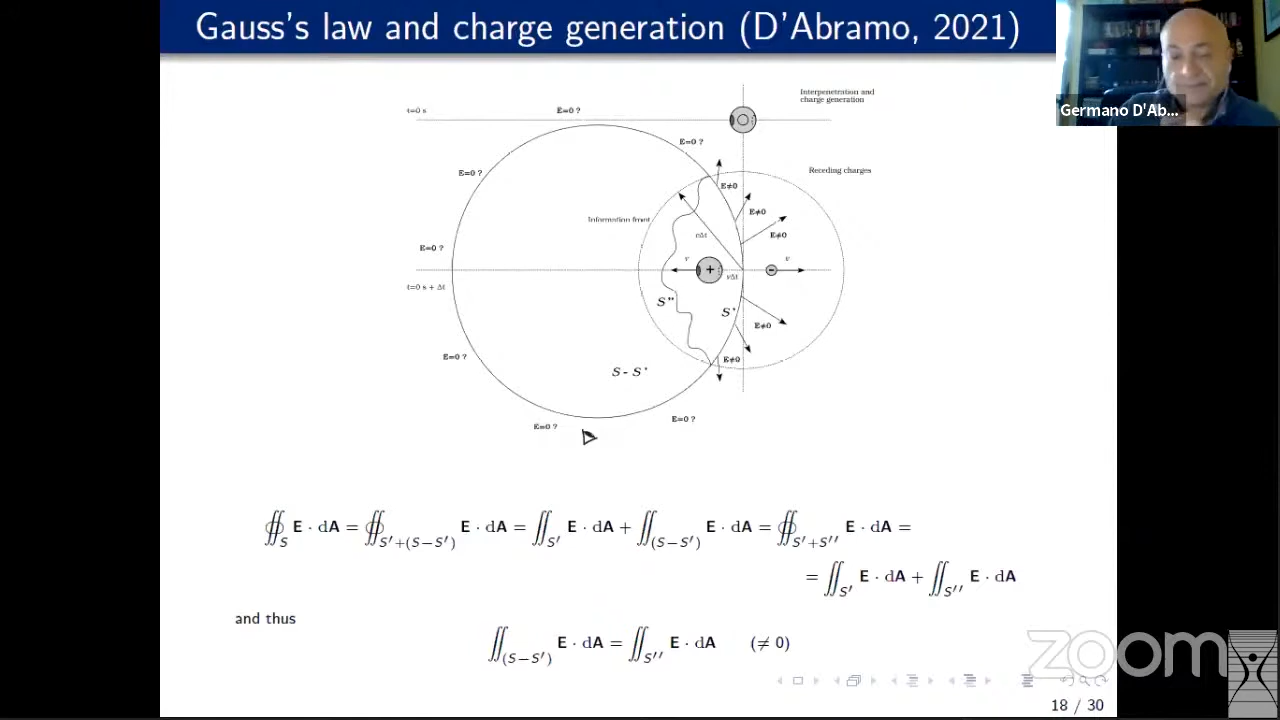 Gauss's law and charge generation (D'Abramo, 2021)
Germano D'Ab...
Interpenetration and
charge generation
t=0 s
E=0 ?
E=0 ?
Receding charges
E=0 ?
E≠0
E≠0
Information front
cΔt
E≠0
E=0 ?
v
+
−
v
vΔt
t=0 s + Δt
S''
S'
E≠0
E=0 ?
E≠0
S - S'
E=0 ?
E=0 ?
∯_S E · dA = ∯_{S'+(S−S')} E · dA = ∬_{S'} E · dA + ∬_{(S−S')} E · dA = ∯_{S'+S''} E · dA =
= ∬_{S'} E · dA + ∬_{S''} E · dA
and thus
∬_{(S−S')} E · dA = ∬_{S''} E · dA (≠ 0)
zoom
18 / 30